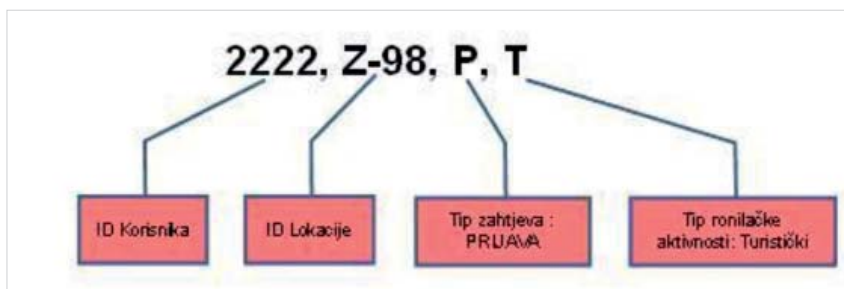 2222, Z-98, P, T
ID Korisnika
ID Lokacije
Tip zahtjeva :
PRIJAVA
Tip ronilačke
aktivnosti: Turistički